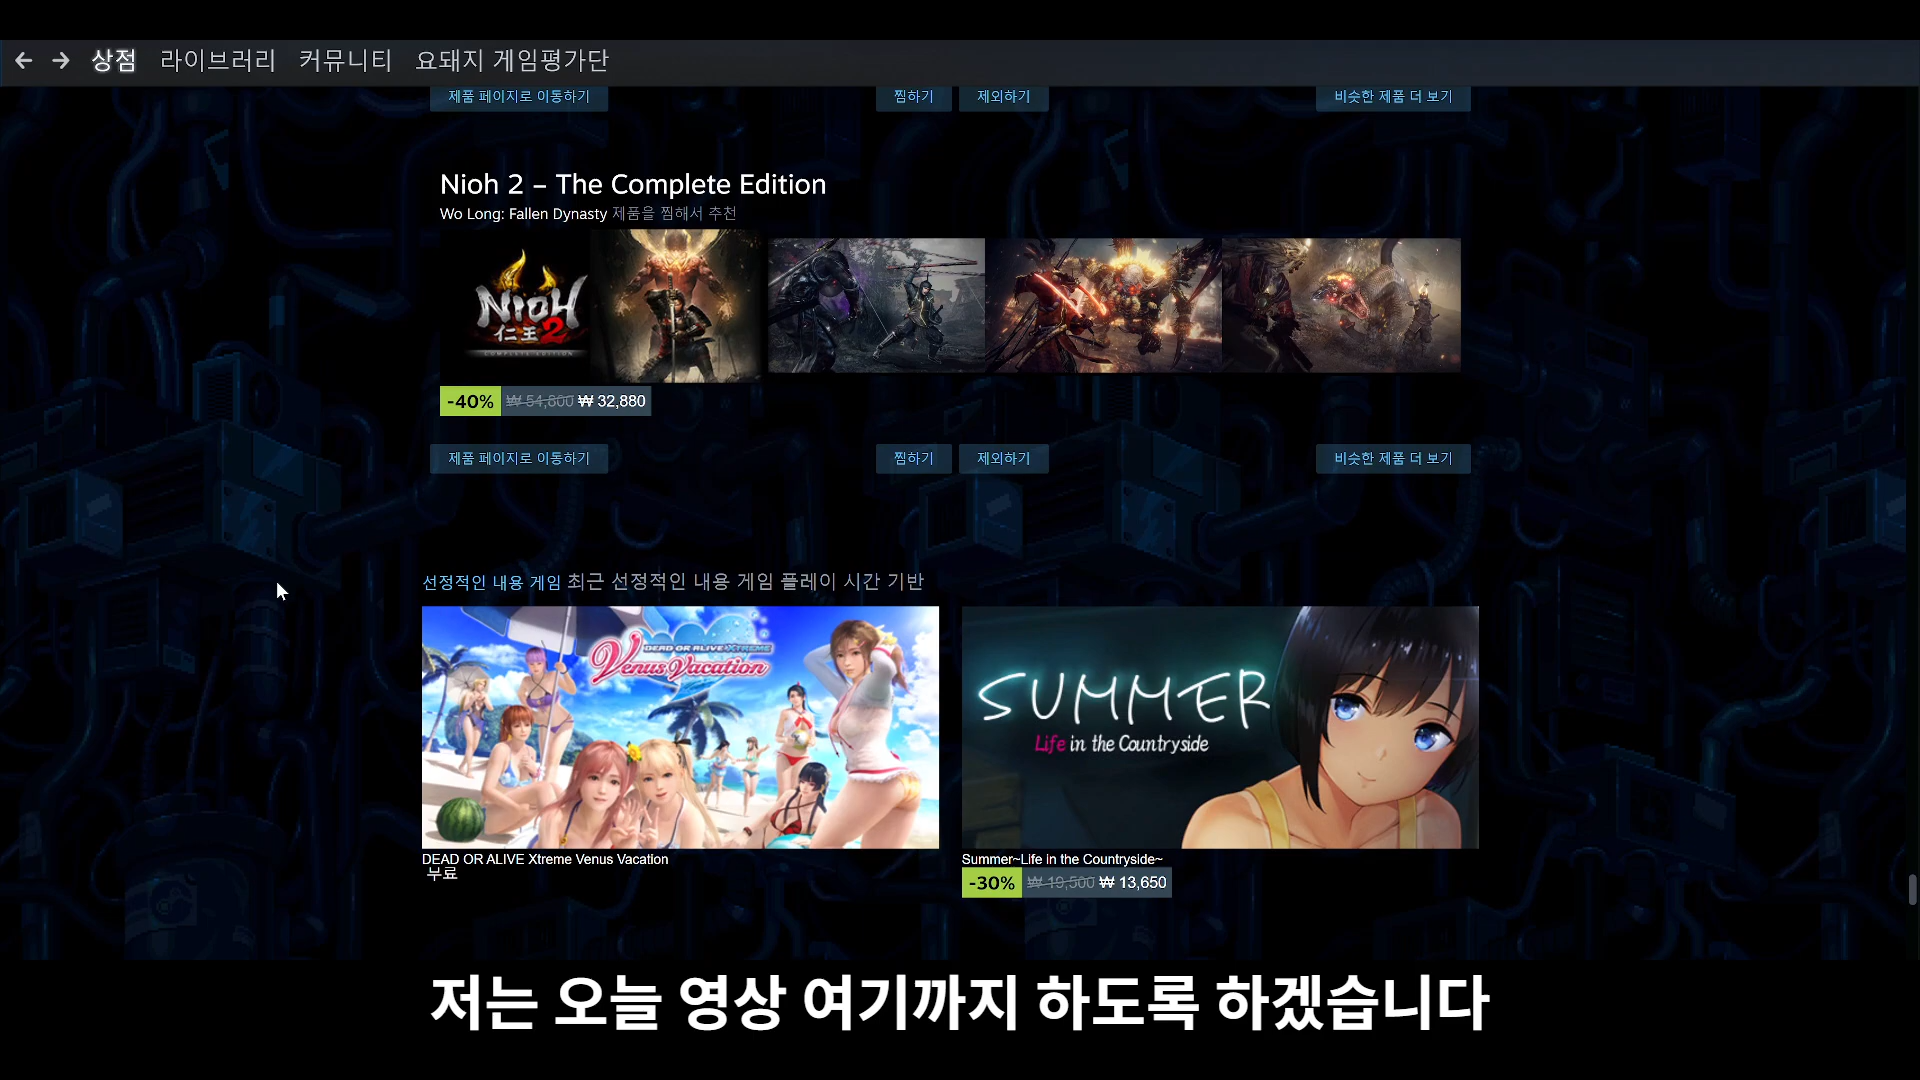 상점 라이브러리 커뮤니티 요돼지 게임평가단
제품 페이지로 이동하기 찜하기 제외하기 비슷한 제품 더 보기
Nioh 2 – The Complete Edition
Wo Long: Fallen Dynasty 제품을 찜해서 추천
NIOH
仁王2
COMPLETE EDITION
-40% ₩ 54,800 ₩ 32,880
제품 페이지로 이동하기 찜하기 제외하기 비슷한 제품 더 보기
선정적인 내용 게임 최근 선정적인 내용 게임 플레이 시간 기반
DEAD OR ALIVE XTREME
Venus Vacation
SUMMER
Life in the Countryside
DEAD OR ALIVE Xtreme Venus Vacation
무료
Summer~Life in the Countryside~
-30% ₩ 19,500 ₩ 13,650
저는 오늘 영상 여기까지 하도록 하겠습니다